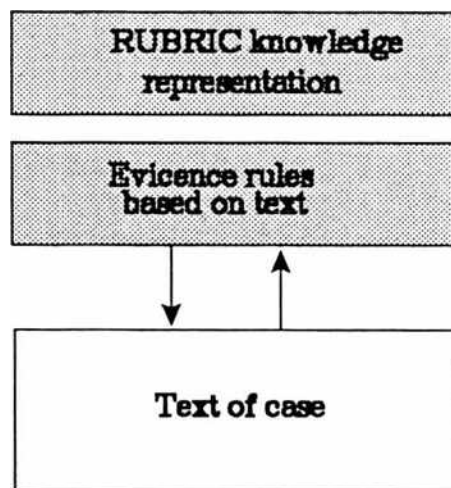 RUBRIC knowledge
representation
Evicence rules
based on text
Text of case